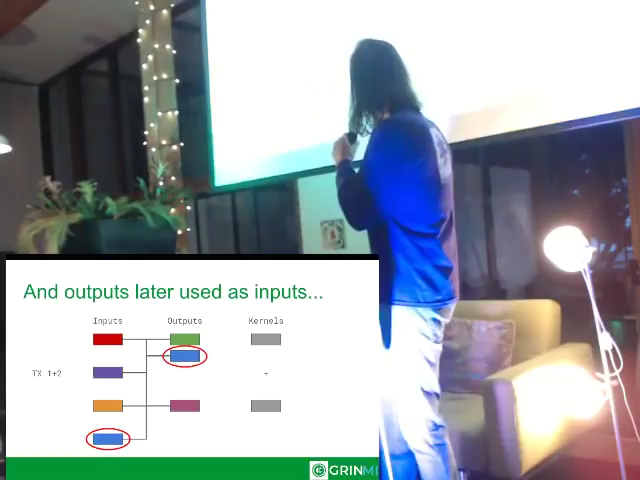 And outputs later used as inputs...
Inputs Outputs Kernels
TX 1+2 +
GRINMI